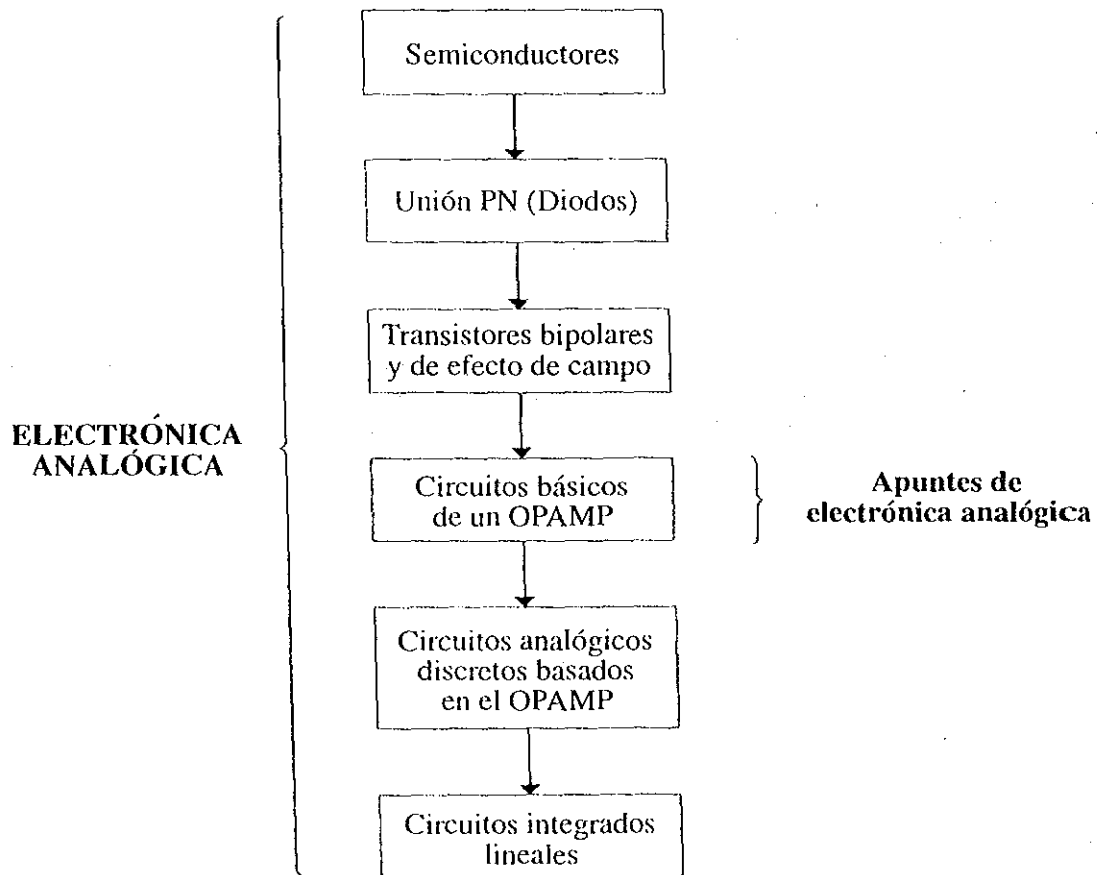 Semiconductores
Unión PN (Diodos)
Transistores bipolares
y de efecto de campo
ELECTRÓNICA
ANALÓGICA
Circuitos básicos
de un OPAMP
Apuntes de
electrónica analógica
Circuitos analógicos
discretos basados
en el OPAMP
Circuitos integrados
lineales